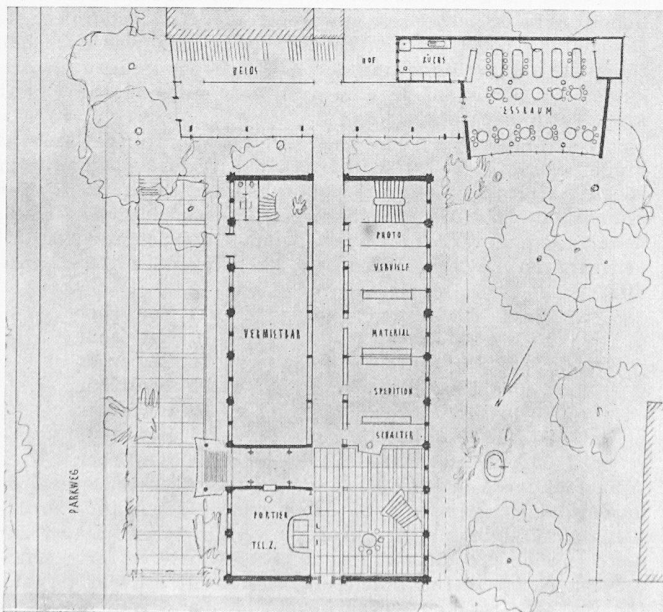 VELOS
HOF
KÜCHE
ESSRAUM
PHOTO
VERVIELF
VERMIETBAR
MATERIAL
SPEDITION
SCHALTER
PARKWEG
PORTIER
TEL.Z.
N